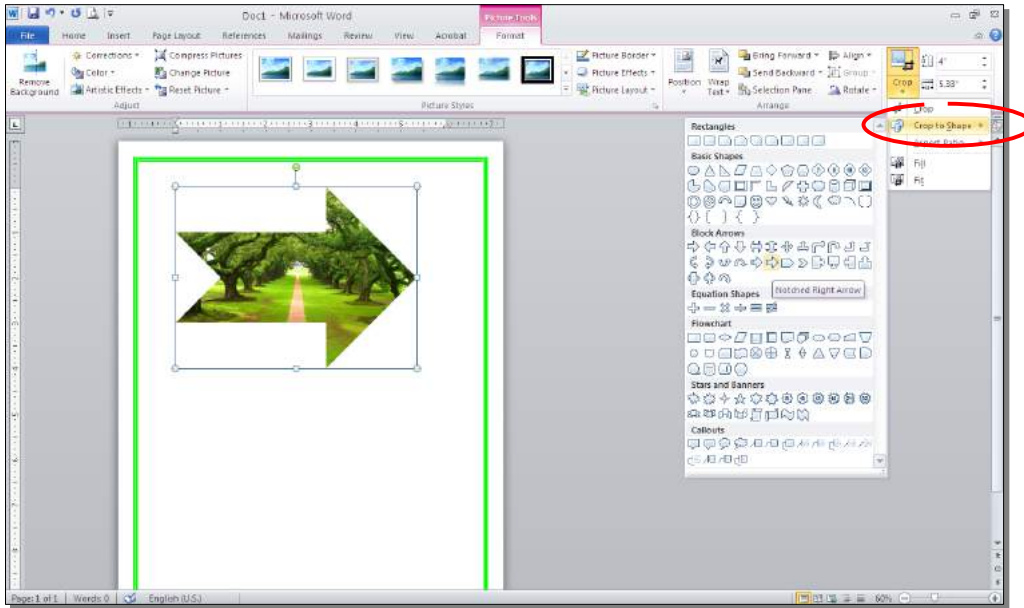 Doc1 - Microsoft Word
Picture Tools
File Home Insert Page Layout References Mailings Review View Acrobat Format
Remove Background
Corrections
Color
Artistic Effects
Compress Pictures
Change Picture
Reset Picture
Adjust
Picture Styles
Picture Border
Picture Effects
Picture Layout
Position
Wrap Text
Bring Forward
Send Backward
Selection Pane
Align
Group
Rotate
Arrange
Crop
4"
5.33"
Crop
Crop to Shape
Aspect Ratio
Fill
Fit
Rectangles
Basic Shapes
Block Arrows
Notched Right Arrow
Equation Shapes
Flowchart
Stars and Banners
Callouts
Page: 1 of 1 Words: 0 English (U.S.) 60%